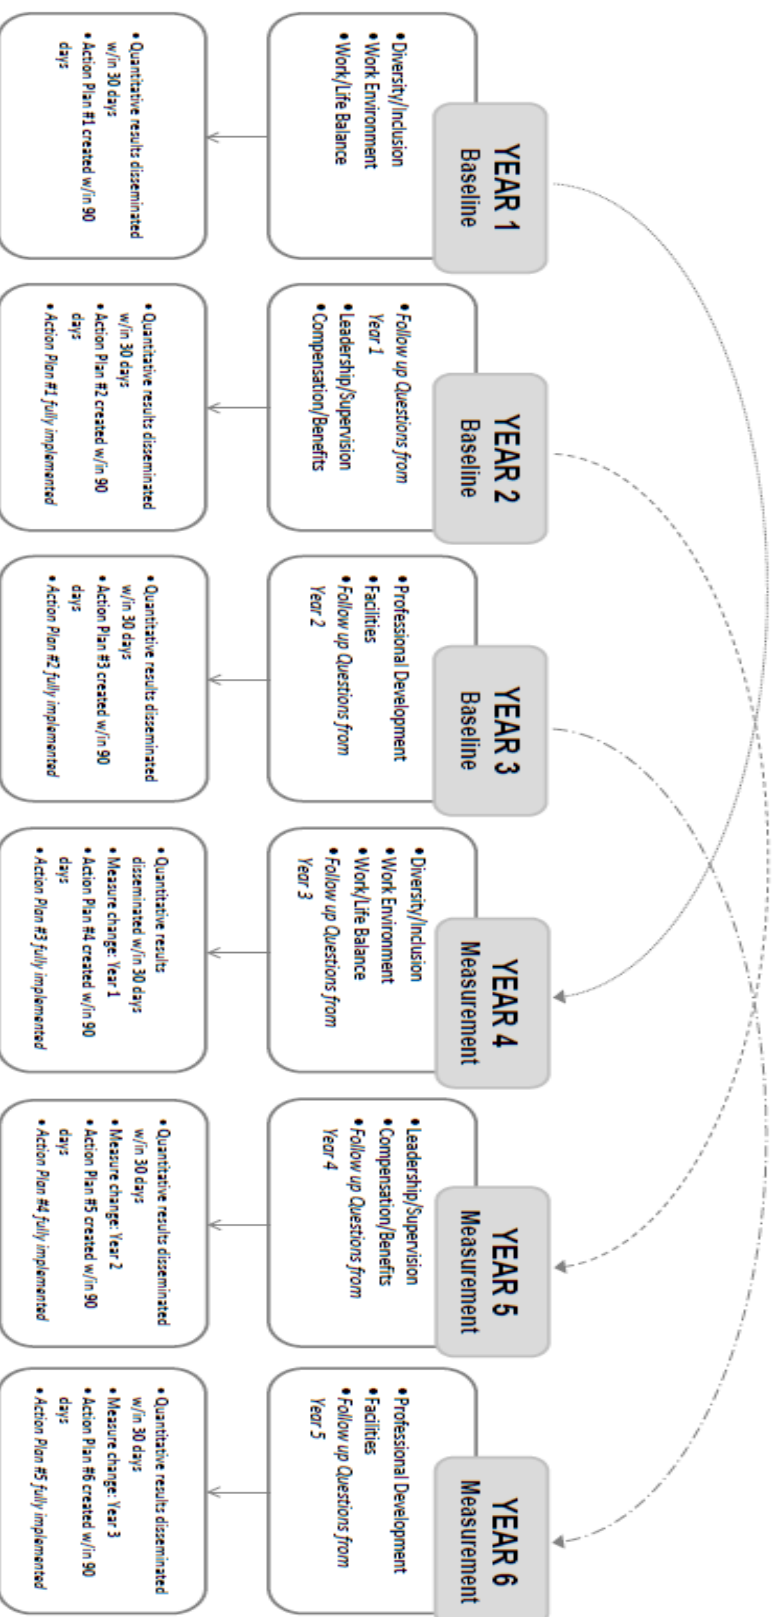 YEAR 1
Baseline
• Diversity/Inclusion
• Work Environment
• Work/Life Balance
• Quantitative results disseminated
w/in 30 days
• Action Plan #1 created w/in 90
days
YEAR 2
Baseline
• Follow up Questions from
Year 1
• Leadership/Supervision
• Compensation/Benefits
• Quantitative results disseminated
w/in 30 days
• Action Plan #2 created w/in 90
days
• Action Plan #1 fully implemented
YEAR 3
Baseline
• Professional Development
• Facilities
• Follow up Questions from
Year 2
• Quantitative results disseminated
w/in 30 days
• Action Plan #3 created w/in 90
days
• Action Plan #2 fully implemented
YEAR 4
Measurement
• Diversity/Inclusion
• Work Environment
• Work/Life Balance
• Follow up Questions from
Year 3
• Quantitative results
disseminated w/in 30 days
• Measure change: Year 1
• Action Plan #4 created w/in 90
days
• Action Plan #3 fully implemented
YEAR 5
Measurement
• Leadership/Supervision
• Compensation/Benefits
• Follow up Questions from
Year 4
• Quantitative results disseminated
w/in 30 days
• Measure change: Year 2
• Action Plan #5 created w/in 90
days
• Action Plan #4 fully implemented
YEAR 6
Measurement
• Professional Development
• Facilities
• Follow up Questions from
Year 5
• Quantitative results disseminated
w/in 30 days
• Measure change: Year 3
• Action Plan #6 created w/in 90
days
• Action Plan #5 fully implemented